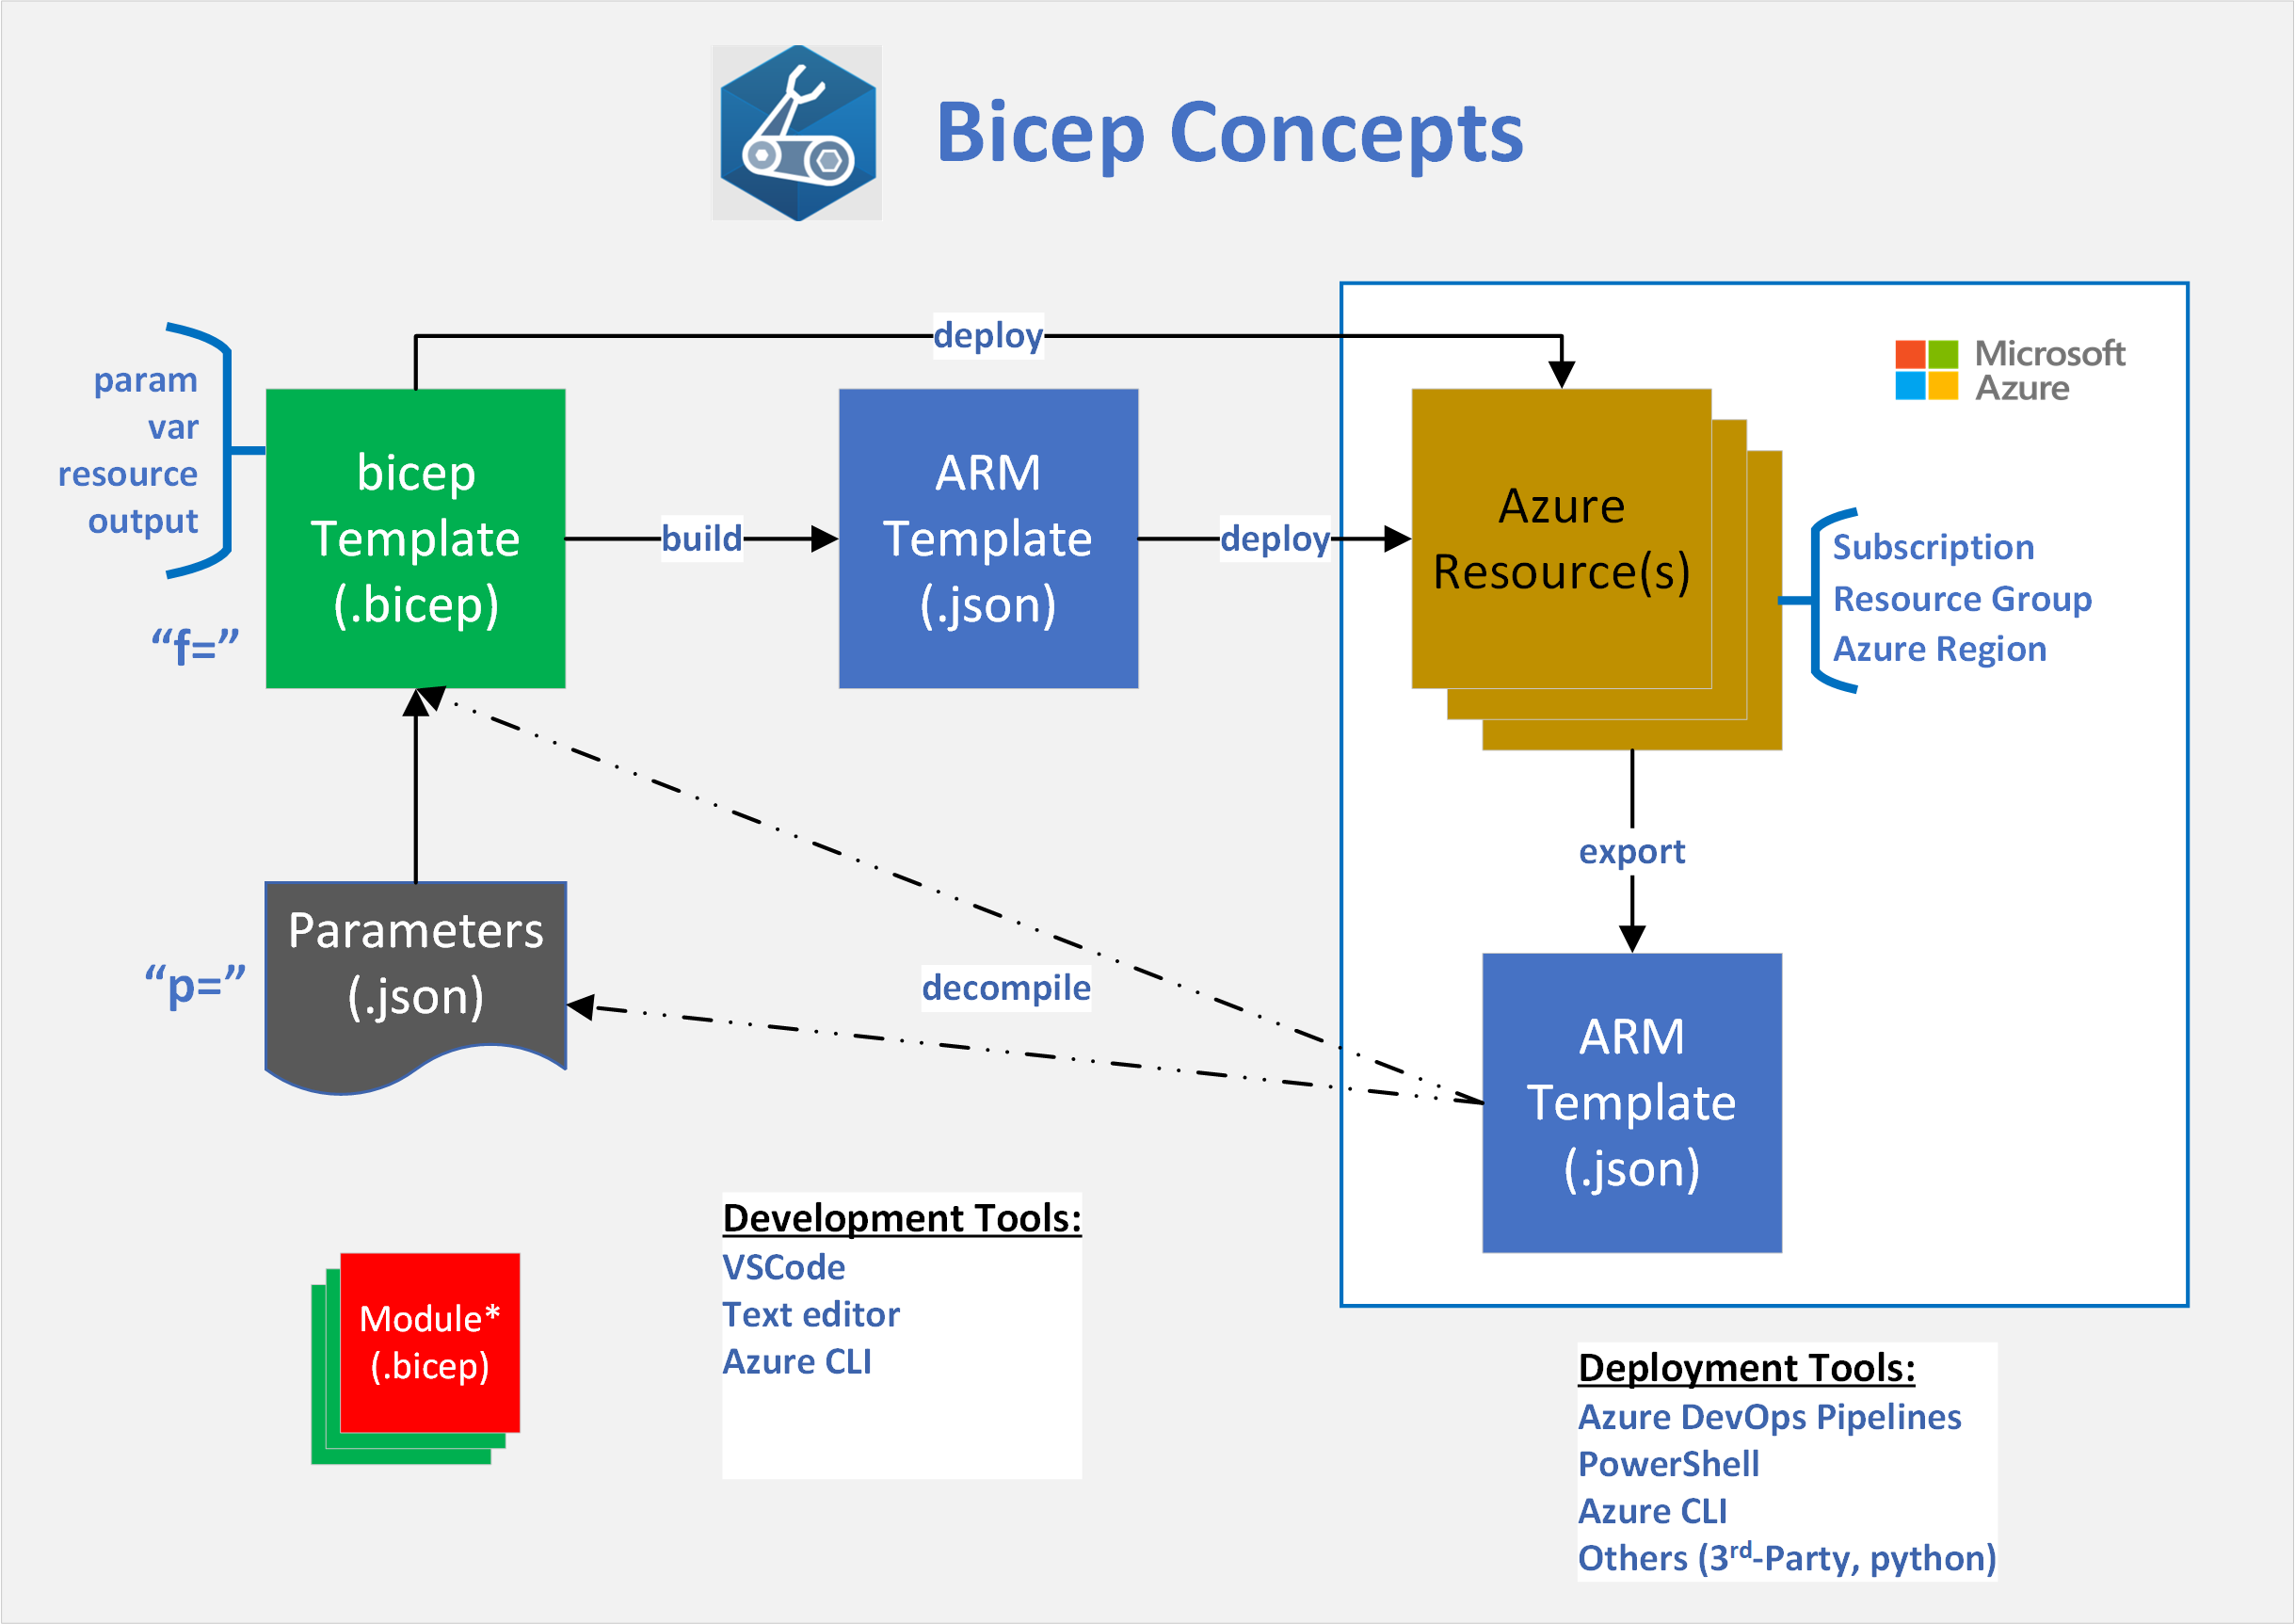 Bicep Concepts
deploy
Microsoft
Azure
param
var
resource
output
"f="
bicep
Template
(.bicep)
build
ARM
Template
(.json)
deploy
Azure
Resource(s)
Subscription
Resource Group
Azure Region
export
“p=”
Parameters
(.json)
decompile
ARM
Template
(.json)
Module*
(.bicep)
Development Tools:
VSCode
Text editor
Azure CLI
Deployment Tools:
Azure DevOps Pipelines
PowerShell
Azure CLI
Others (3rd-Party, python)